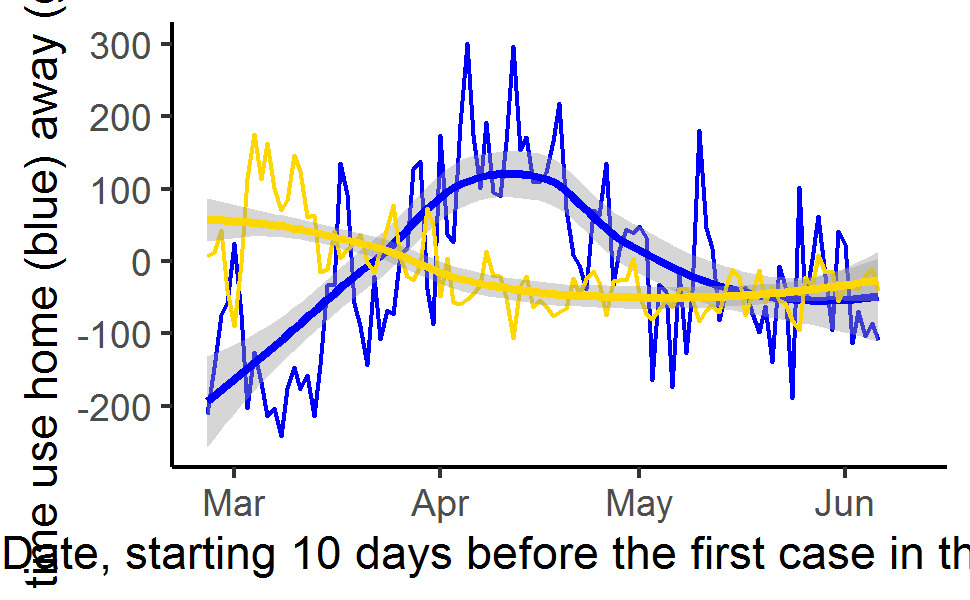 time use home (blue) away (g
300
200
100
0
-100
-200
Mar Apr May Jun
Date, starting 10 days before the first case in th